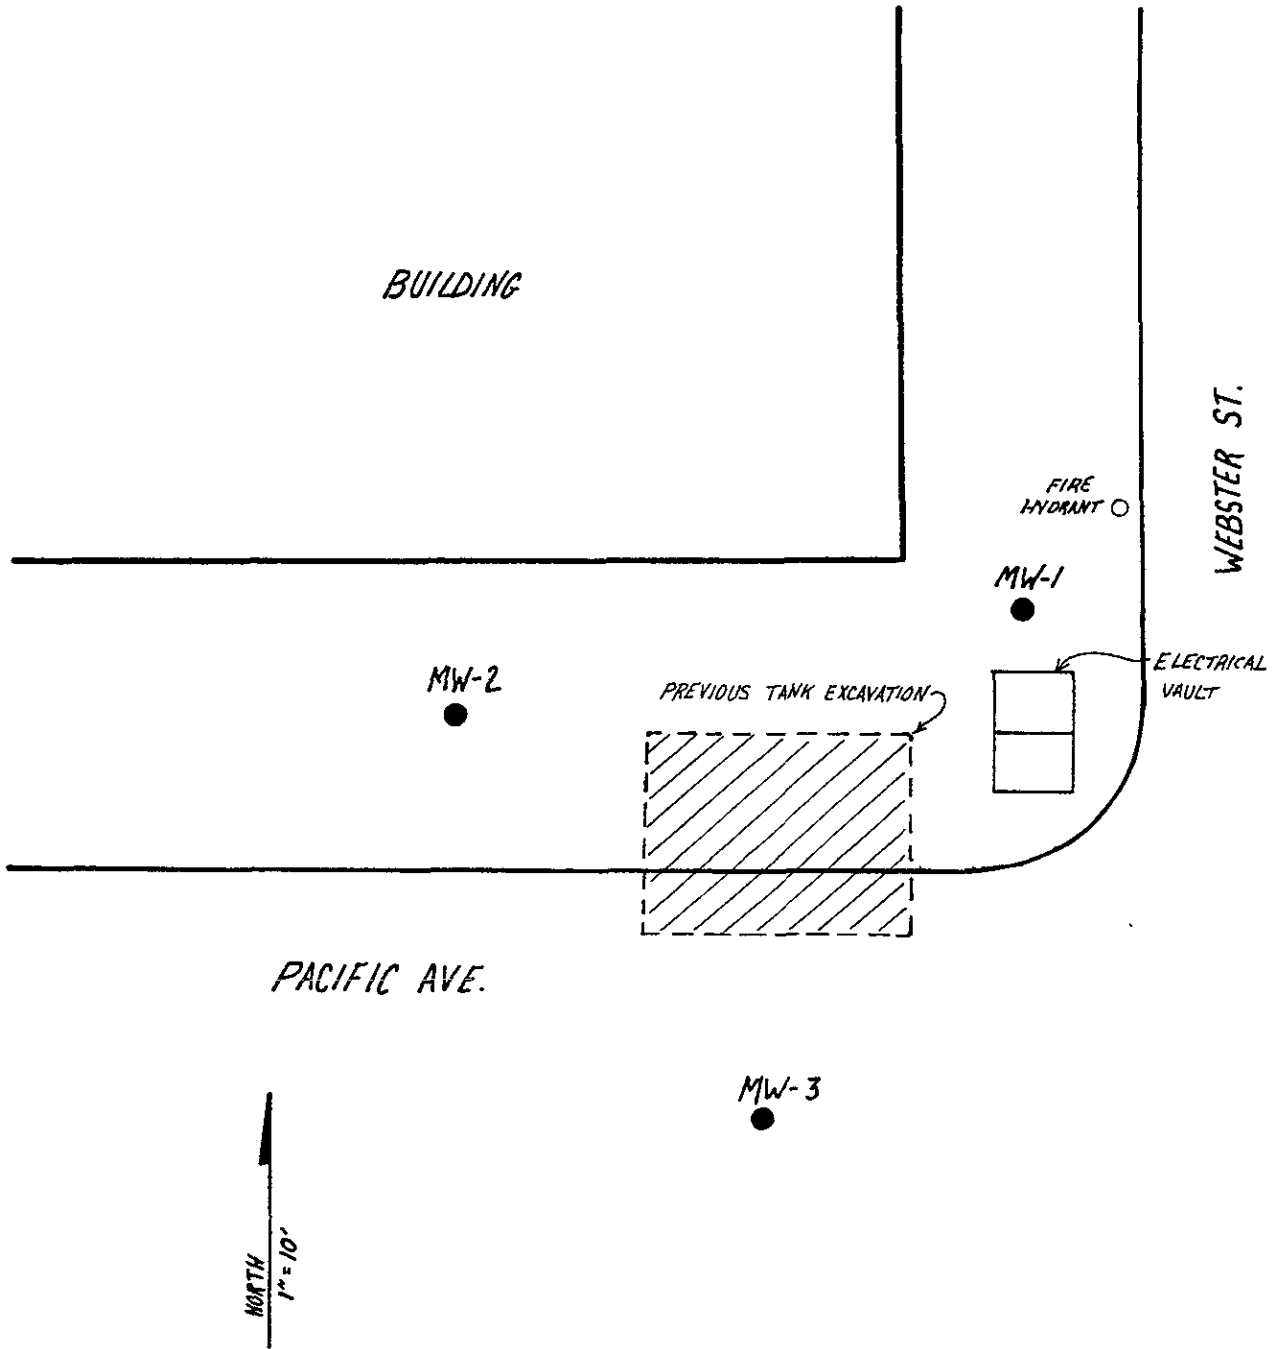 BUILDING
WEBSTER ST.
FIRE
HYDRANT
MW-1
ELECTRICAL
VAULT
MW-2
PREVIOUS TANK EXCAVATION
PACIFIC AVE.
MW-3
NORTH
1"=10'